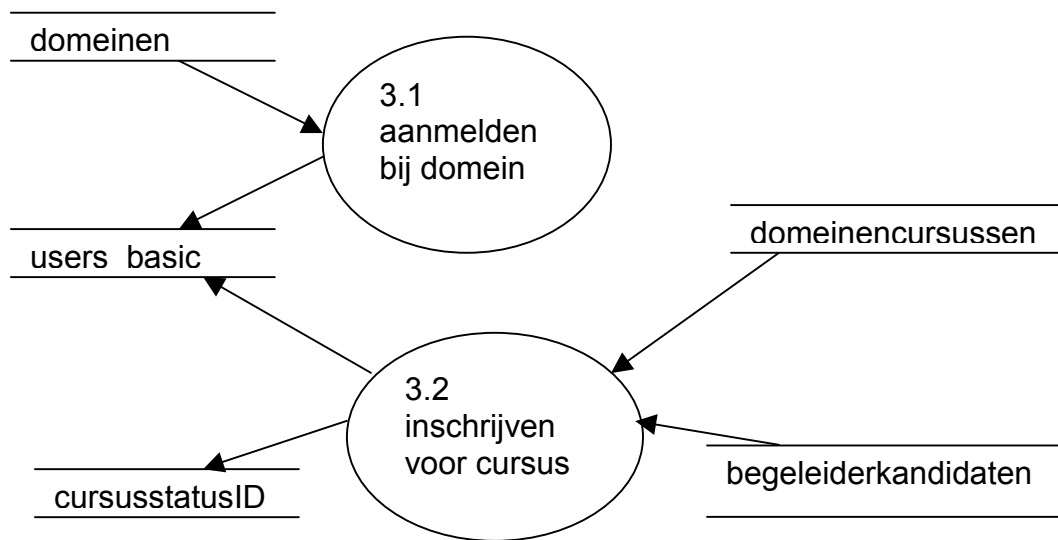 domeinen
3.1
aanmelden
bij domein
users basic
domeinencursussen
3.2
inschrijven
voor cursus
cursusstatusID
begeleiderkandidaten